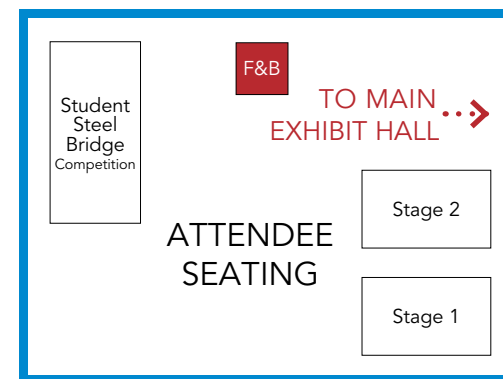 Student
Steel
Bridge
Competition
F&B
TO MAIN
EXHIBIT HALL
Stage 2
ATTENDEE
SEATING
Stage 1